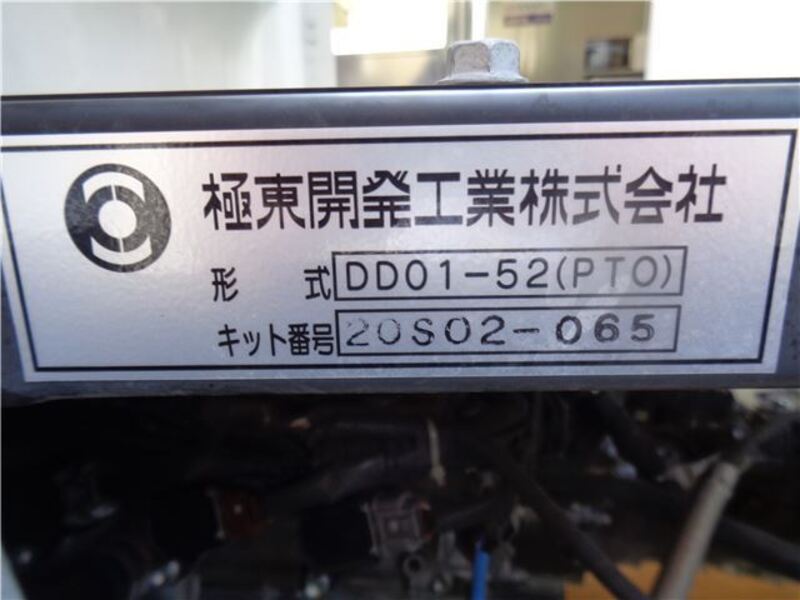 極東開発工業株式会社
形 式 DD01-52(PTO)
キット番号 20S02-065